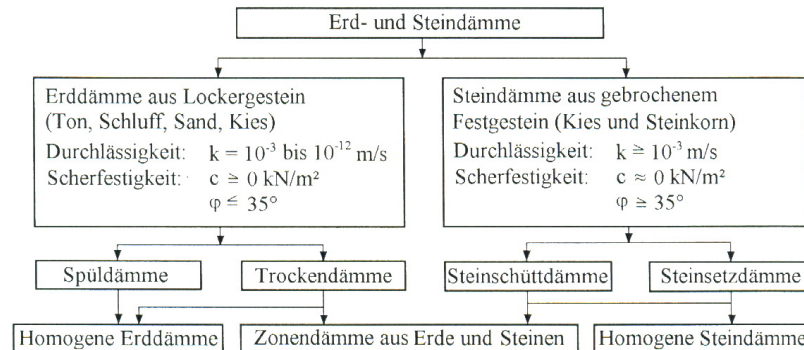 Erd- und Steindämme
Erddämme aus Lockergestein
(Ton, Schluff, Sand, Kies)
Durchlässigkeit: k = 10⁻³ bis 10⁻¹² m/s
Scherfestigkeit: c ≧ 0 kN/m²
φ ≦ 35°
Steindämme aus gebrochenem
Festgestein (Kies und Steinkorn)
Durchlässigkeit: k ≧ 10⁻³ m/s
Scherfestigkeit: c ≈ 0 kN/m²
φ ≧ 35°
Spüldämme
Trockendämme
Steinschüttdämme
Steinsetzdämme
Homogene Erddämme
Zonendämme aus Erde und Steinen
Homogene Steindämme